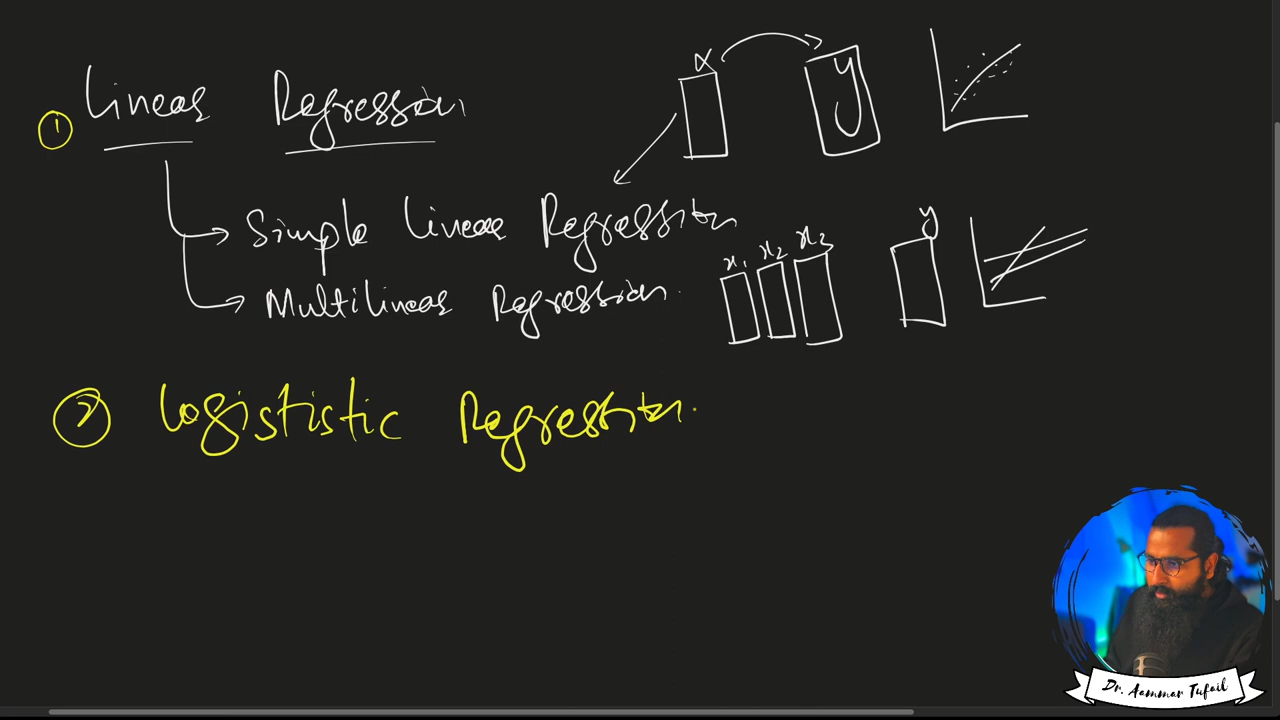 ① Linear Regression
x y
Simple Linear Regression
x1 x2 x3 y
Multilinear Regression.
② Logististic Regression.
Dr. Aammar Tufail